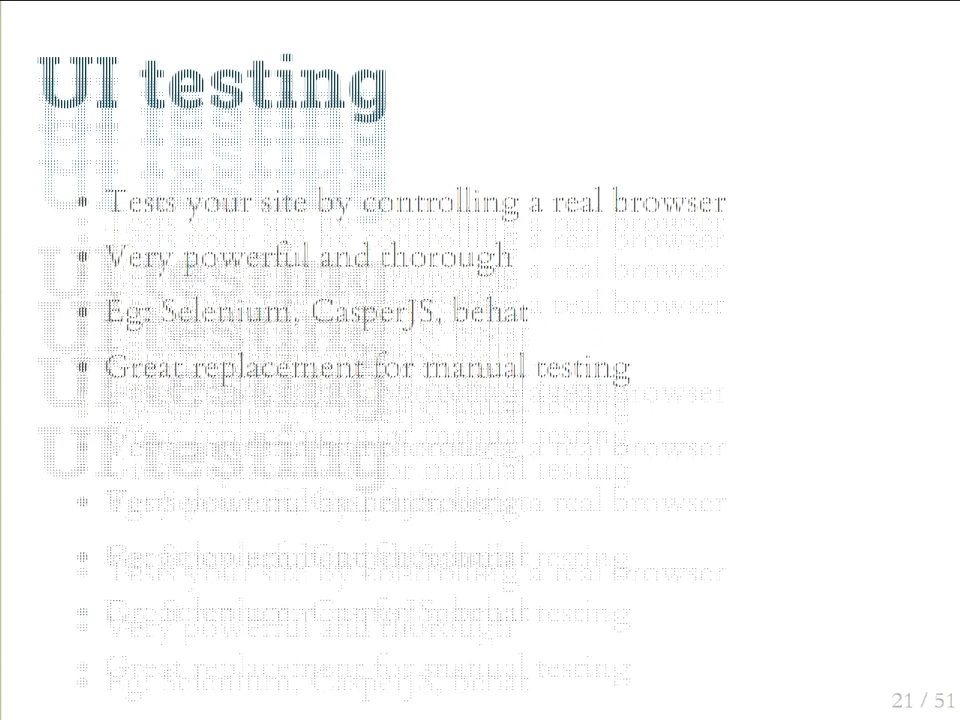 UI testing
• Tests your site by controlling a real browser
• Very powerful and thorough
• Eg: Selenium, CasperJS, behat
• Great replacement for manual testing
21 / 51